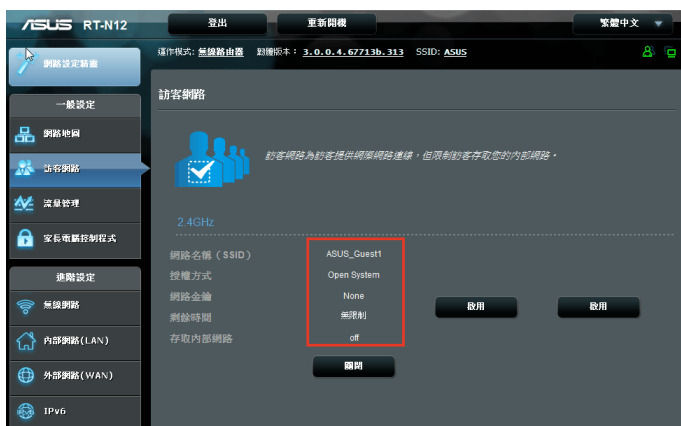 ASUS RT-N12
登出
重新開機
繁體中文
運作模式: 無線路由器 韌體版本： 3.0.0.4.67713b.313 SSID: ASUS
網路設定精靈
一般設定
網路地圖
訪客網路
流量管理
家長電腦控制程式
進階設定
無線網路
內部網路(LAN)
外部網路(WAN)
IPv6
訪客網路
訪客網路為訪客提供網際網路連線，但限制訪客存取您的內部網路。
2.4GHz
網路名稱（SSID） ASUS_Guest1
授權方式 Open System
網路金鑰 None
剩餘時間 無限制
存取內部網路 off
啟用
啟用
關閉